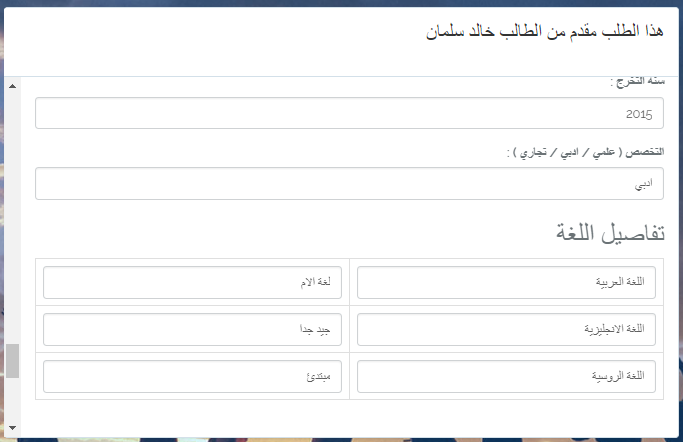 هذا الطلب مقدم من الطالب خالد سلمان
سنة التخرج :
2015
التخصص ( علمي / ادبي / تجاري ) :
ادبي
تفاصيل اللغة
اللغة العربية لغة الام
اللغة الانجليزية جيد جدا
اللغة الروسية مبتدئ